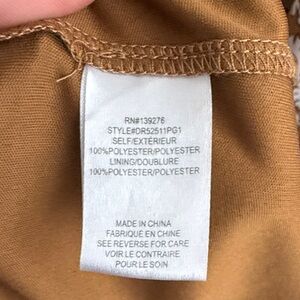 RN#139276
STYLE#DR52511PG1
SELF/EXTÉRIEUR
100%POLYESTER/POLYESTER
LINING/DOUBLURE
100%POLYESTER/POLYESTER
MADE IN CHINA
FABRIQUÉ EN CHINE
SEE REVERSE FOR CARE
VOIR LE CONTRAIRE
POUR LE SOIN